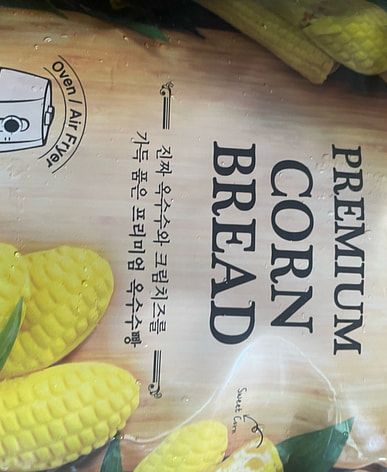 PREMIUM
CORN
BREAD
진짜 옥수수와 크림치즈를
가득 품은 프리미엄 옥수수빵
Oven / Air Fryer
Sweet Corn